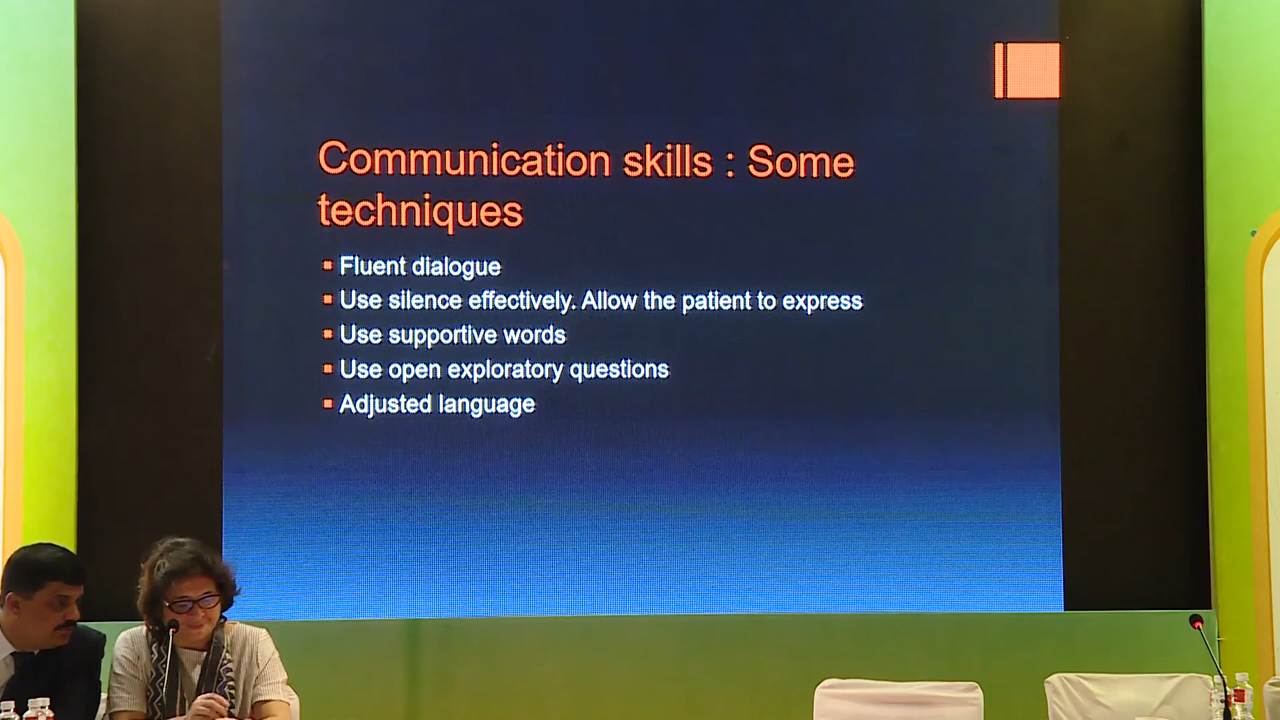 Communication skills : Some
techniques
Fluent dialogue
Use silence effectively. Allow the patient to express
Use supportive words
Use open exploratory questions
Adjusted language